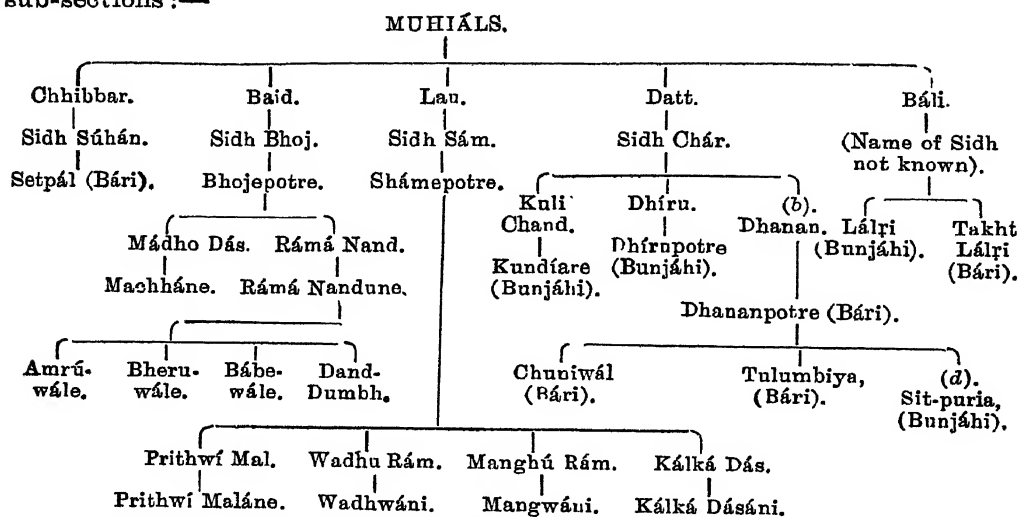 sub-sections:—
MUHIÁLS.
Chhibbar. Baid. Lau. Datt. Báli.
Sidh Súhán. Sidh Bhoj. Sidh Sám. Sidh Chár. (Name of Sidh
not known).
Setpál (Bári). Bhojepotre. Shámepotre.
Kuli Dhíru. (b).
Chand. Dhanan. Lálṛi Takht
Mádho Dás. Rámá Nand. Dhírupotre (Bunjáhi). Lálṛi
Kundíare (Bunjáhi). (Bári).
(Bunjáhi).
Machháne. Rámá Nandune.
Dhananpotre (Bári).
Amrú- Bheru- Bábe- Dand- Chuniwál Tulumbiya, (d).
wále. wále. wále. Dumbh. (Bári). (Bári). Sit-puria,
(Bunjáhi).
Prithwí Mal. Wadhu Rám. Manghú Rám. Kálká Dás.
Prithwí Maláne. Wadhwáni. Mangwáni. Kálká Dásáni.